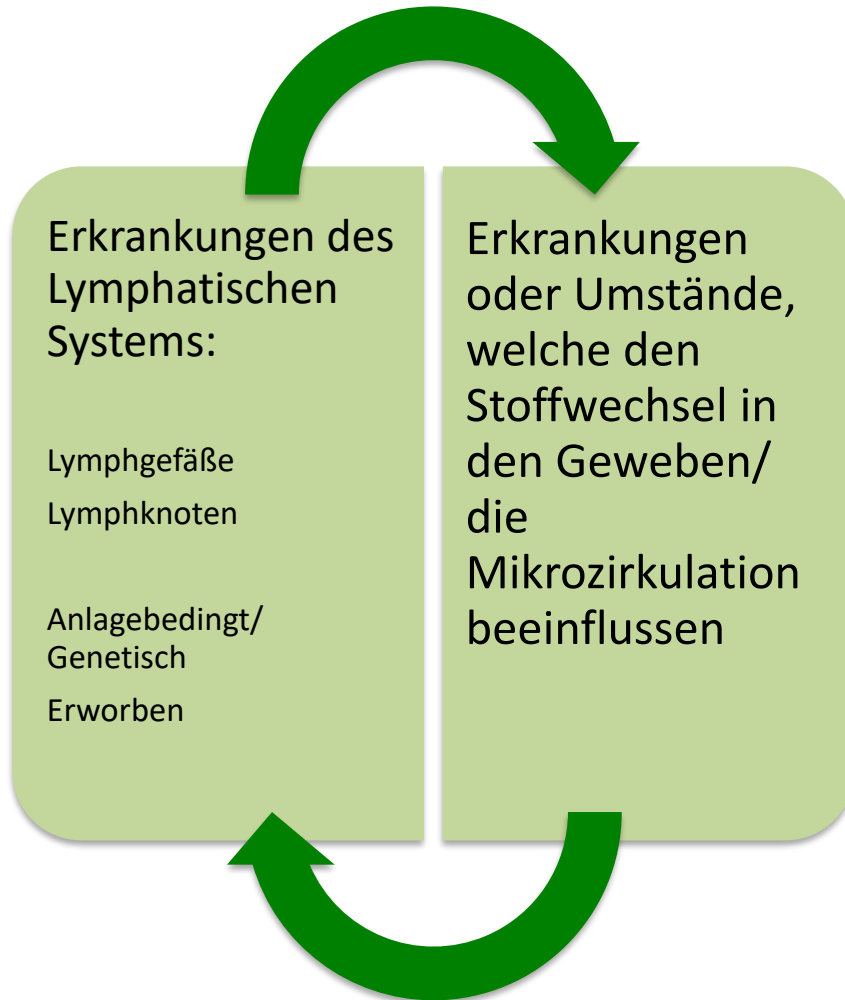 Erkrankungen des
Lymphatischen
Systems:
Lymphgefäße
Lymphknoten
Anlagebedingt/
Genetisch
Erworben
Erkrankungen
oder Umstände,
welche den
Stoffwechsel in
den Geweben/
die
Mikrozirkulation
beeinflussen